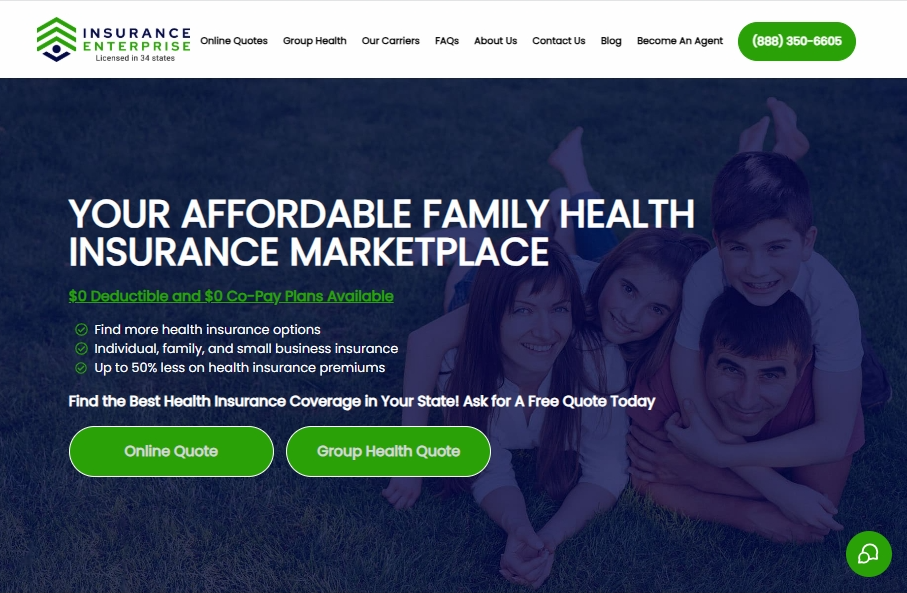 INSURANCE
ENTERPRISE
Licensed in 34 states
Online Quotes Group Health Our Carriers FAQs About Us Contact Us Blog Become An Agent (888) 350-6605
YOUR AFFORDABLE FAMILY HEALTH
INSURANCE MARKETPLACE
$0 Deductible and $0 Co-Pay Plans Available
Find more health insurance options
Individual, family, and small business insurance
Up to 50% less on health insurance premiums
Find the Best Health Insurance Coverage in Your State! Ask for A Free Quote Today
Online Quote Group Health Quote